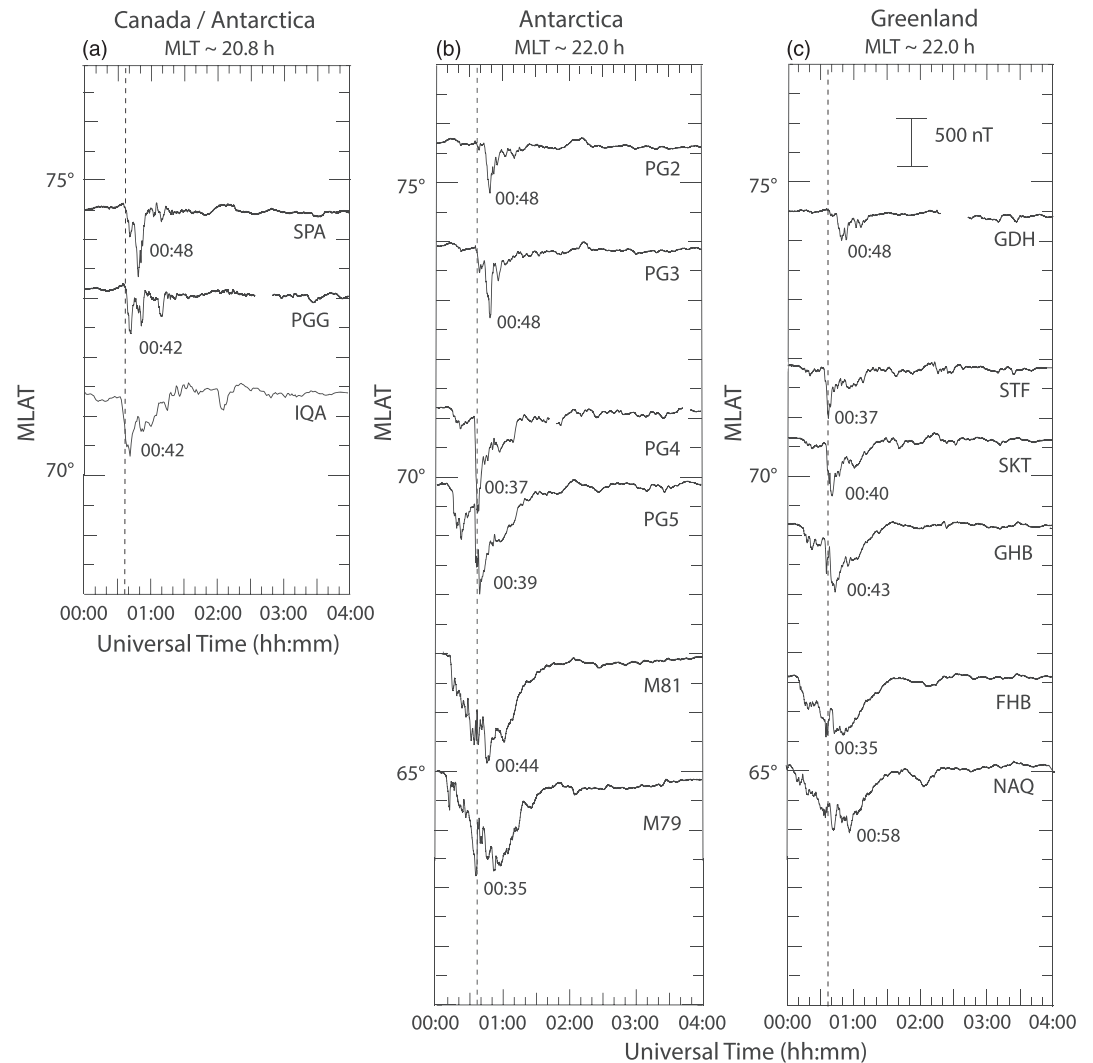 Canada / Antarctica
(a) MLT ~ 20.8 h
75°
SPA
00:48
PGG
00:42
IQA
00:42
70°
MLAT
00:00 01:00 02:00 03:00 04:00
Universal Time (hh:mm)
Antarctica
(b) MLT ~ 22.0 h
PG2
75°
00:48
PG3
00:48
MLAT
PG4
70°
00:37
PG5
00:39
M81
00:44
65°
M79
00:35
00:00 01:00 02:00 03:00 04:00
Greenland
(c) MLT ~ 22.0 h
500 nT
75°
GDH
00:48
STF
00:37
MLAT
SKT
70°
00:40
GHB
00:43
FHB
00:35
65°
NAQ
00:58
00:00 01:00 02:00 03:00 04:00
Universal Time (hh:mm)